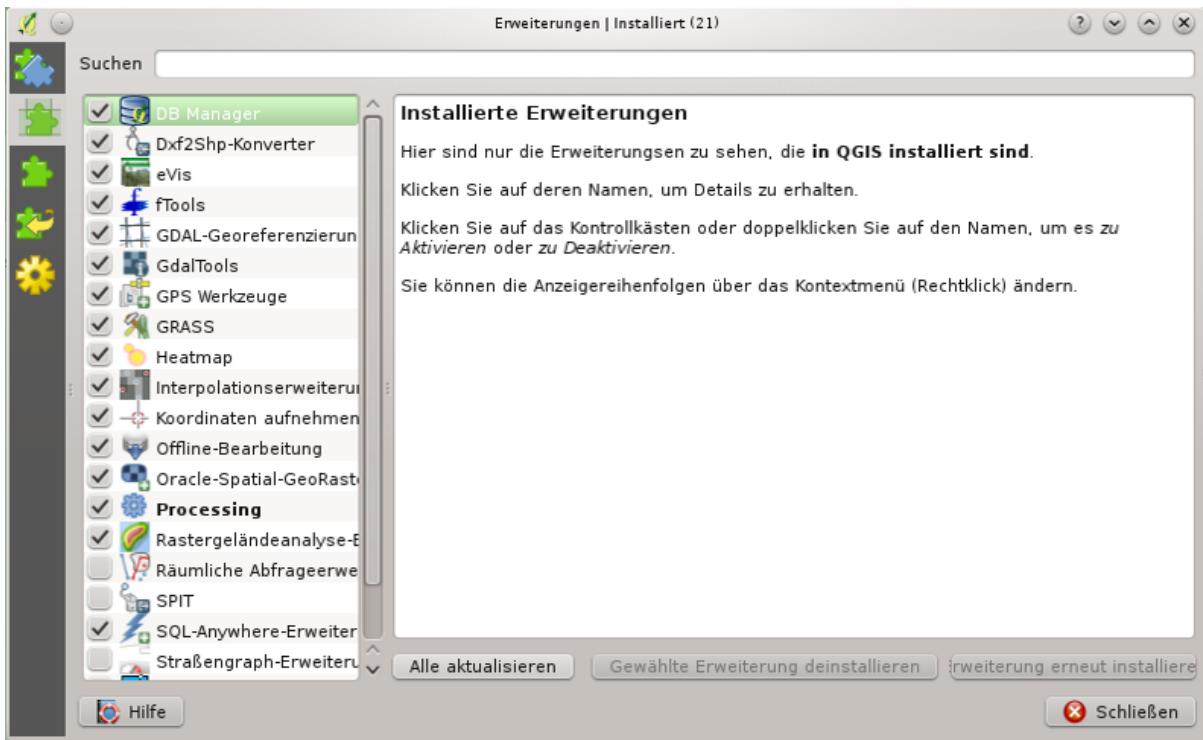 Erweiterungen | Installiert (21)
Suchen
DB Manager
Dxf2Shp-Konverter
eVis
fTools
GDAL-Georeferenzierun
GdalTools
GPS Werkzeuge
GRASS
Heatmap
Interpolationserweiteru
Koordinaten aufnehmen
Offline-Bearbeitung
Oracle-Spatial-GeoRast
Processing
Rastergeländeanalyse-E
Räumliche Abfrageerwe
SPIT
SQL-Anywhere-Erweiter
Straßengraph-Erweiteru
Installierte Erweiterungen
Hier sind nur die Erweiterungsen zu sehen, die in QGIS installiert sind.
Klicken Sie auf deren Namen, um Details zu erhalten.
Klicken Sie auf das Kontrollkästen oder doppelklicken Sie auf den Namen, um es zu
Aktivieren oder zu Deaktivieren.
Sie können die Anzeigereihenfolgen über das Kontextmenü (Rechtklick) ändern.
Alle aktualisieren
Gewählte Erweiterung deinstallieren
rweiterung erneut installiere
Hilfe
Schließen